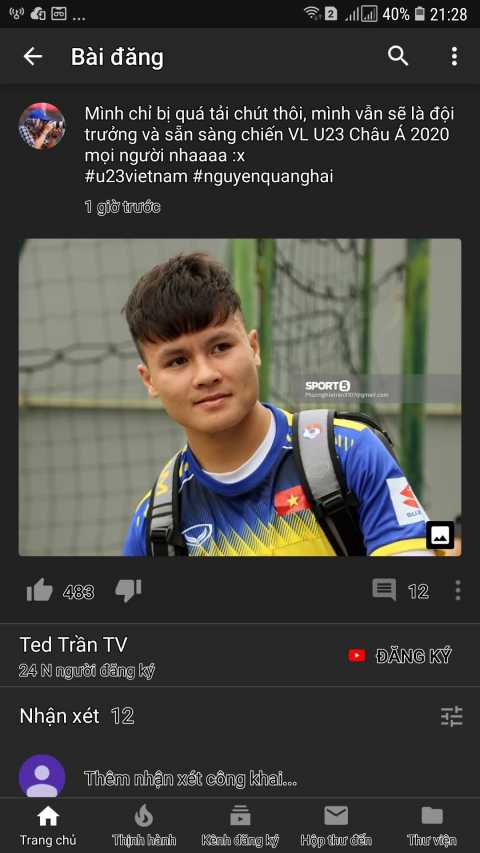 ... 2 40% 21:28
Bài đăng
Mình chỉ bị quá tải chút thôi, mình vẫn sẽ là đội
trưởng và sẵn sàng chiến VL U23 Châu Á 2020
mọi người nhaaaa :x
#u23vietnam #nguyenquanghai
1 giờ trước
SPORT5
483
12
Ted Trần TV
24 N người đăng ký
ĐĂNG KÝ
Nhận xét 12
Thêm nhận xét công khai...
Trang chủ Thịnh hành Kênh đăng ký Hộp thư đến Thư viện